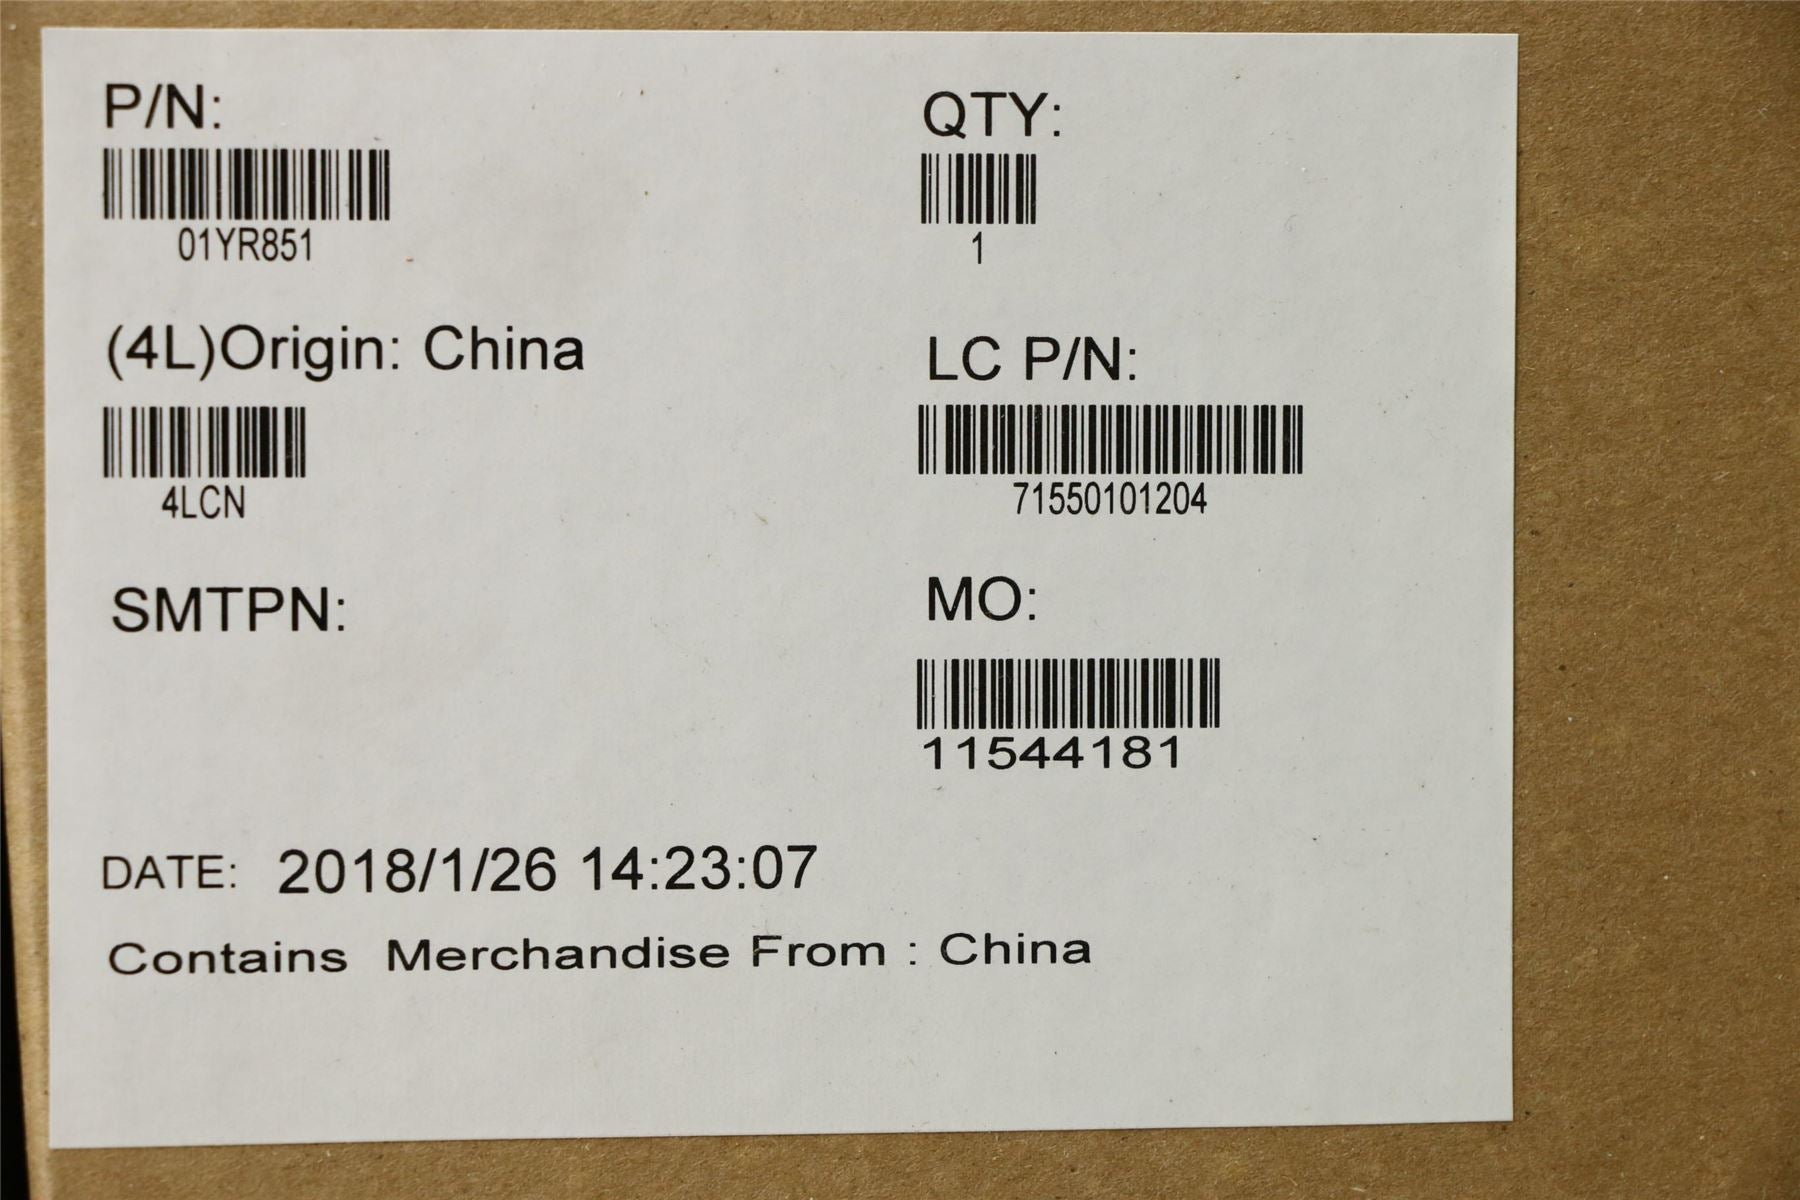 P/N:
01YR851
QTY:
1
(4L)Origin: China
4LCN
LC P/N:
71550101204
SMTPN:
MO:
11544181
DATE: 2018/1/26 14:23:07
Contains Merchandise From : China